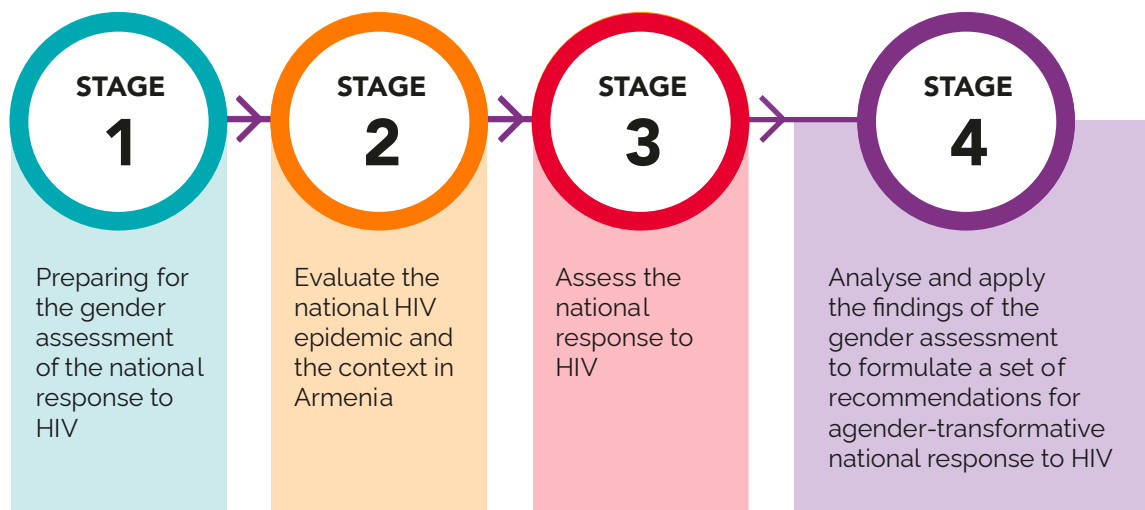 STAGE
1
Preparing for
the gender
assessment
of the national
response to
HIV
STAGE
2
Evaluate the
national HIV
epidemic and
the context in
Armenia
STAGE
3
Assess the
national
response to
HIV
STAGE
4
Analyse and apply
the findings of the
gender assessment
to formulate a set of
recommendations for
agender-transformative
national response to HIV